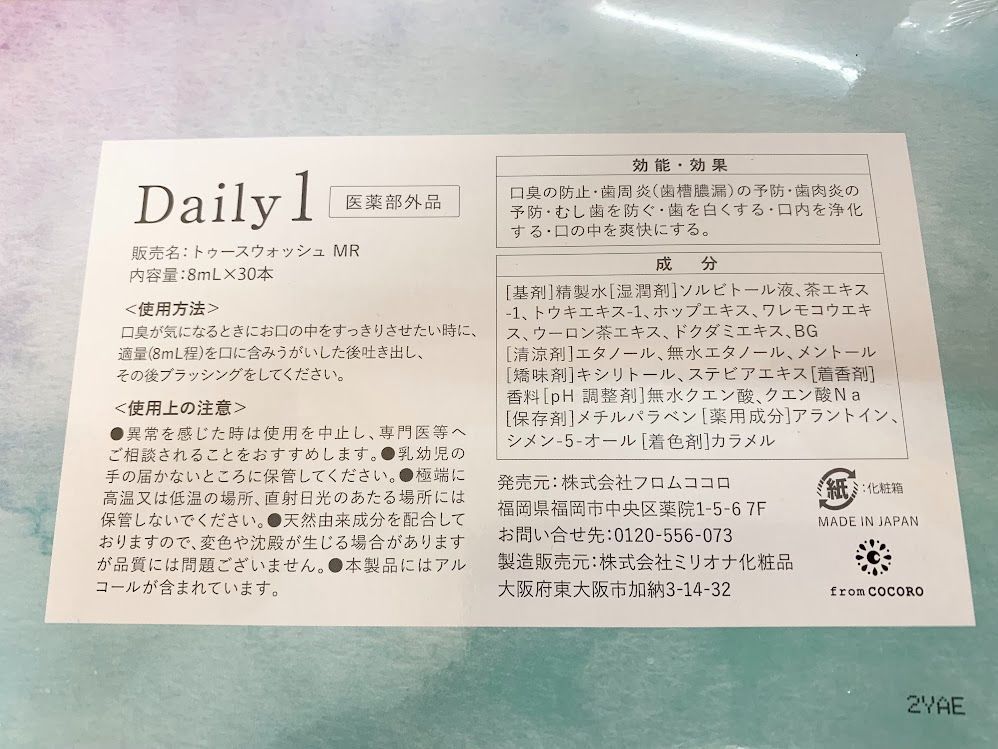 Daily 1 医薬部外品
販売名:トゥースウォッシュ MR
内容量:8mL×30本
<使用方法>
口臭が気になるときにお口の中をすっきりさせたい時に、
適量(8mL程)を口に含みうがいした後吐き出し、
その後ブラッシングをしてください。
<使用上の注意>
●異常を感じた時は使用を中止し、専門医等へ
ご相談されることをおすすめします。●乳幼児の
手の届かないところに保管してください。●極端に
高温又は低温の場所、直射日光のあたる場所には
保管しないでください。●天然由来成分を配合して
おりますので、変色や沈殿が生じる場合があります
が品質には問題ございません。●本製品にはアル
コールが含まれています。
効能・効果
口臭の防止・歯周炎(歯槽膿漏)の予防・歯肉炎の
予防・むし歯を防ぐ・歯を白くする・口内を浄化
する・口の中を爽快にする。
成 分
[基剤]精製水[湿潤剤]ソルビトール液、茶エキス
-1、トウキエキス-1、ホップエキス、ワレモコウエキ
ス、ウーロン茶エキス、ドクダミエキス、BG
[清涼剤]エタノール、無水エタノール、メントール
[矯味剤]キシリトール、ステビアエキス[着香剤]
香料[pH 調整剤]無水クエン酸、クエン酸Na
[保存剤]メチルパラベン[薬用成分]アラントイン、
シメン-5-オール[着色剤]カラメル
発売元:株式会社フロムココロ
福岡県福岡市中央区薬院1-5-6 7F
お問い合せ先:0120-556-073
製造販売元:株式会社ミリオナ化粧品
大阪府東大阪市加納3-14-32
紙:化粧箱
MADE IN JAPAN
from COCORO
2YAE